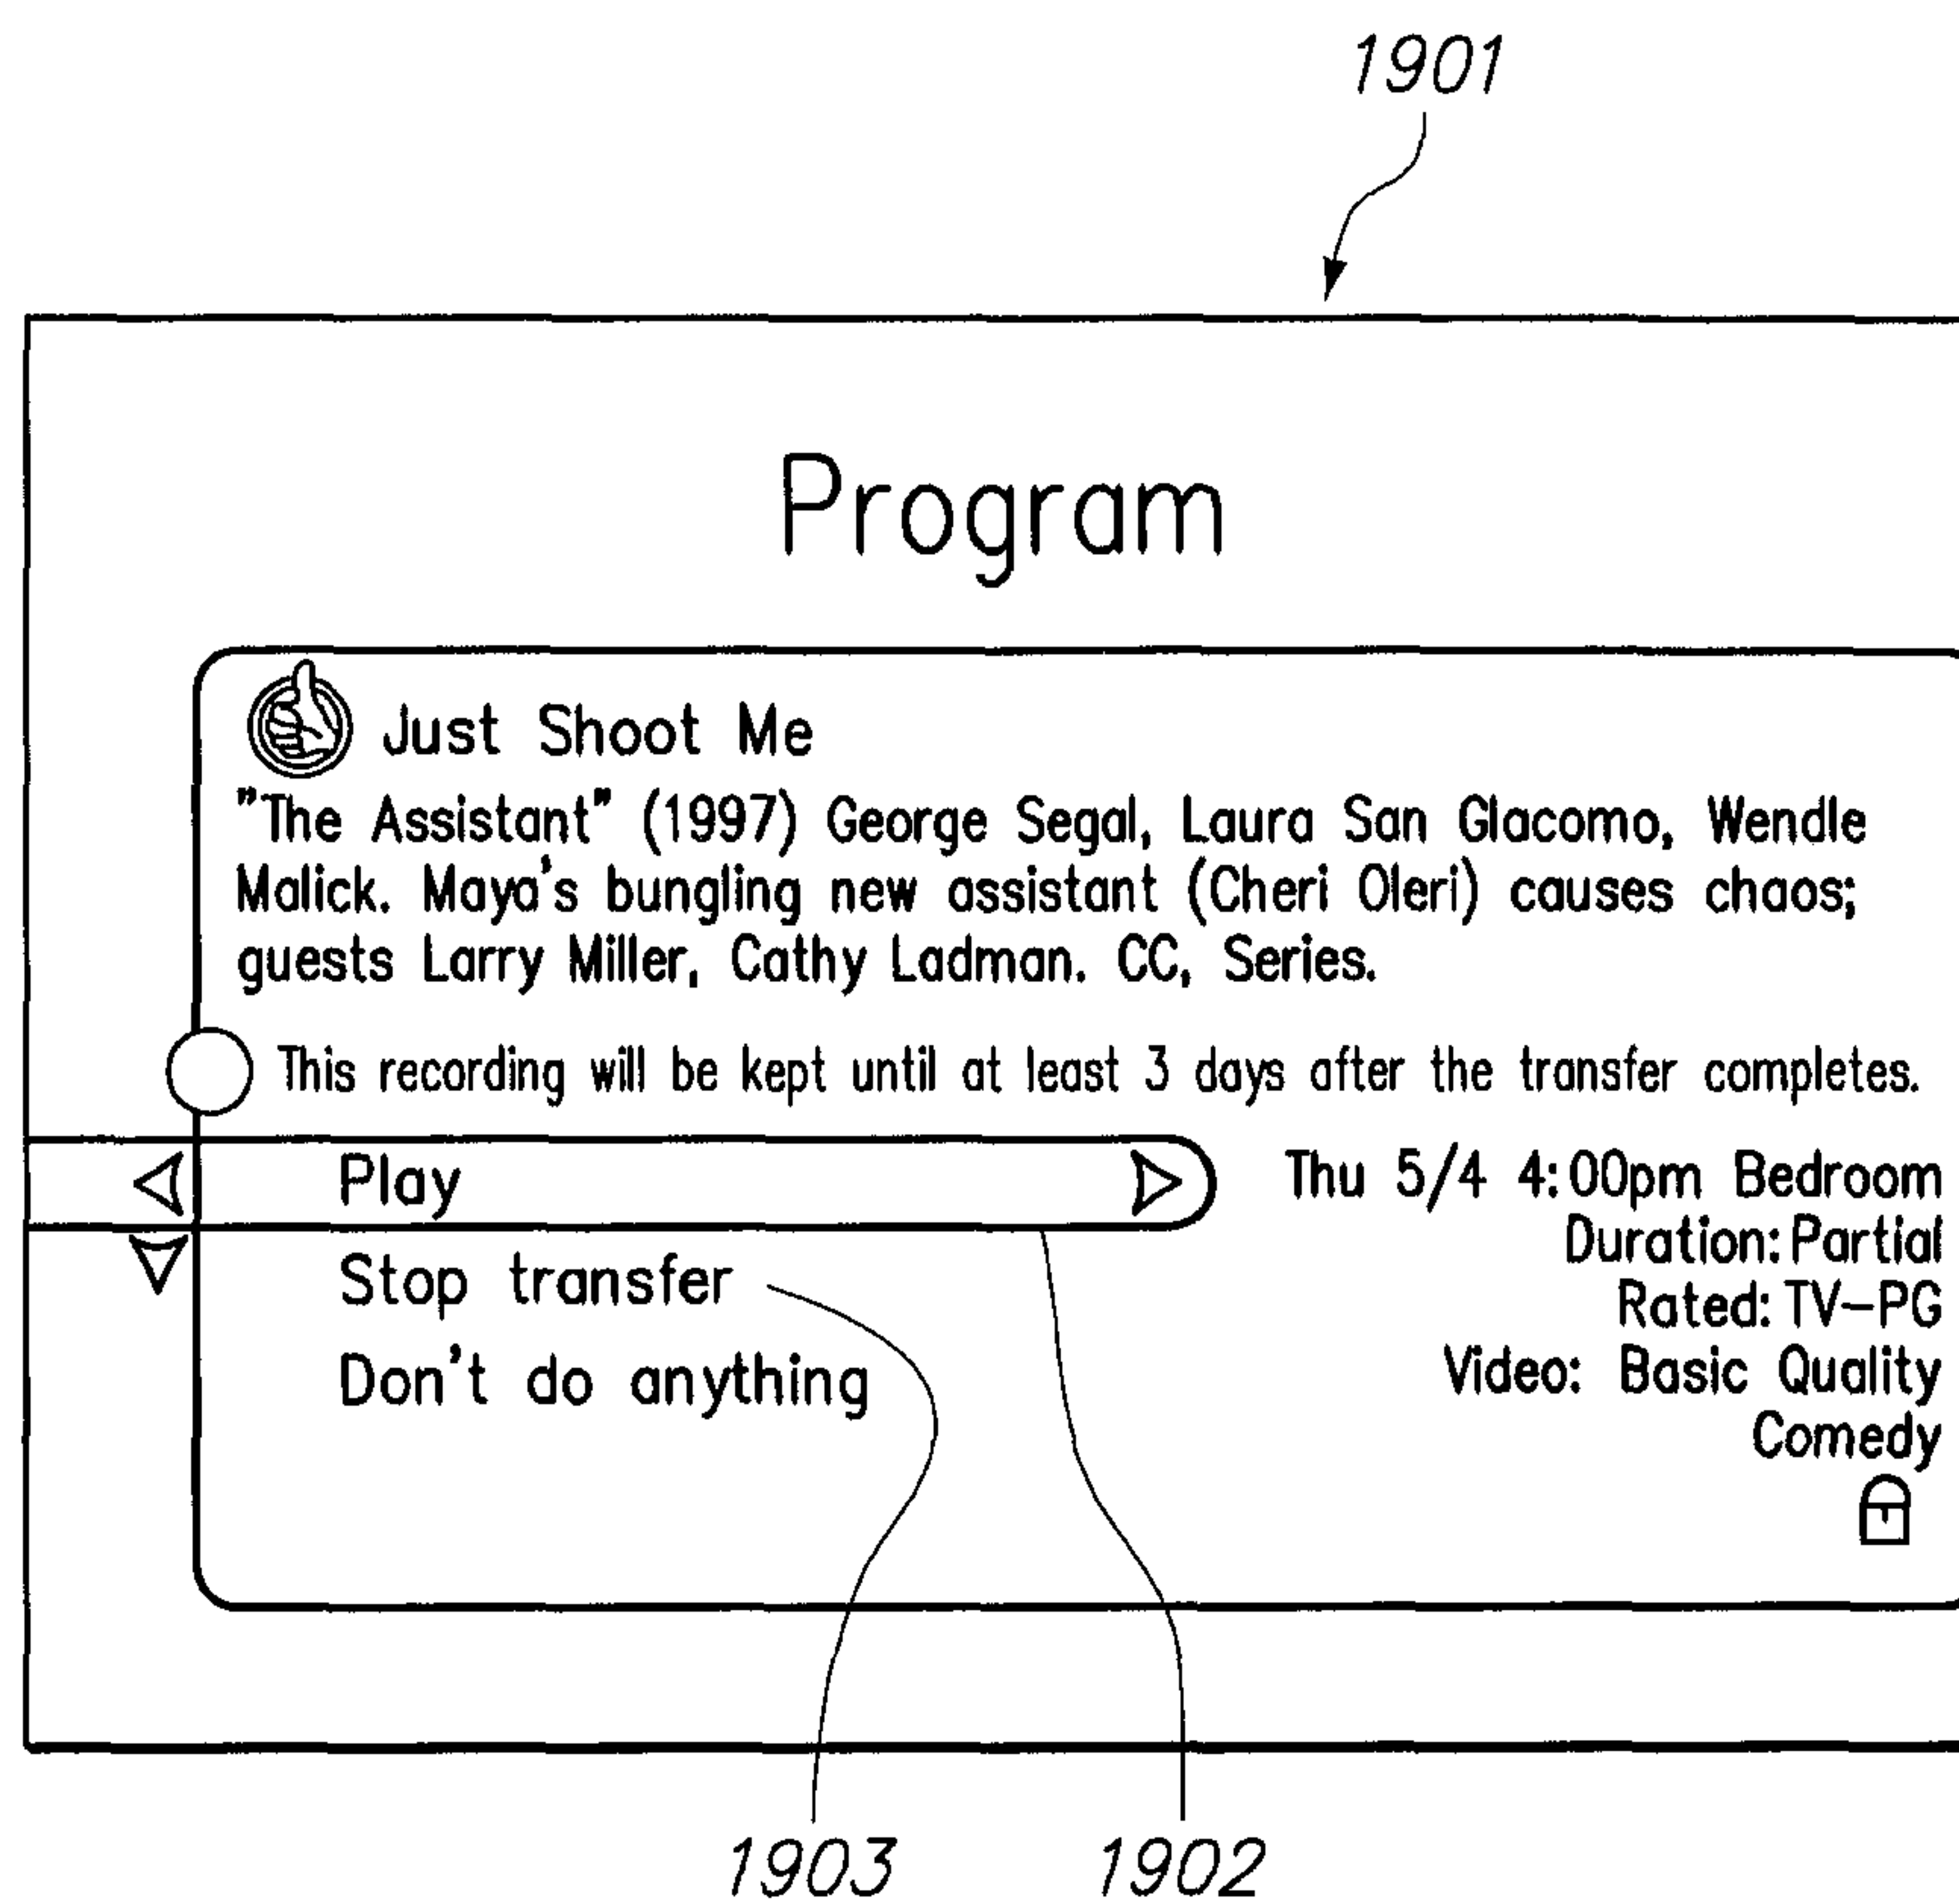 1901
Program
Just Shoot Me
"The Assistant" (1997) George Segal, Laura San Glacomo, Wendle
Malick. Maya's bungling new assistant (Cheri Oleri) causes chaos;
guests Larry Miller, Cathy Ladman. CC, Series.
This recording will be kept until at least 3 days after the transfer completes.
Play
Thu 5/4 4:00pm Bedroom
Duration: Partial
Stop transfer
Rated: TV-PG
Don't do anything
Video: Basic Quality
Comedy
1903 1902